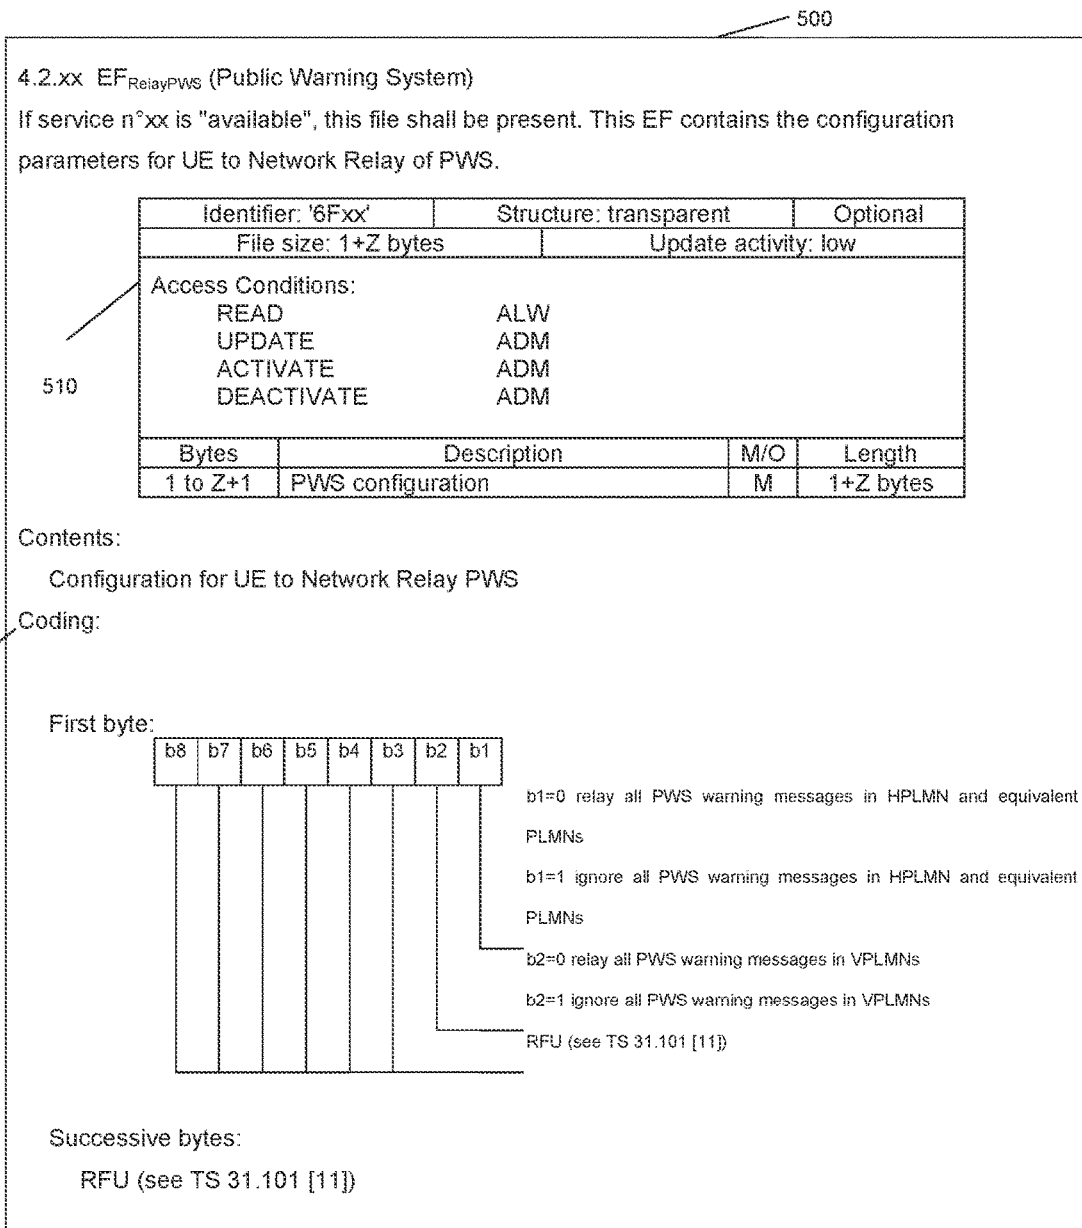 500
4.2.xx EFRelayPWS (Public Warning System)
If service n°xx is "available", this file shall be present. This EF contains the configuration
parameters for UE to Network Relay of PWS.
Identifier: '6Fxx' Structure: transparent Optional
File size: 1+Z bytes Update activity: low
Access Conditions:
READ ALW
UPDATE ADM
ACTIVATE ADM
DEACTIVATE ADM
510
Bytes Description M/O Length
1 to Z+1 PWS configuration M 1+Z bytes
Contents:
Configuration for UE to Network Relay PWS
Coding:
First byte:
b8 b7 b6 b5 b4 b3 b2 b1
b1=0 relay all PWS warning messages in HPLMN and equivalent
PLMNs
b1=1 ignore all PWS warning messages in HPLMN and equivalent
PLMNs
b2=0 relay all PWS warning messages in VPLMNs
b2=1 ignore all PWS warning messages in VPLMNs
RFU (see TS 31.101 [11])
Successive bytes:
RFU (see TS 31.101 [11])